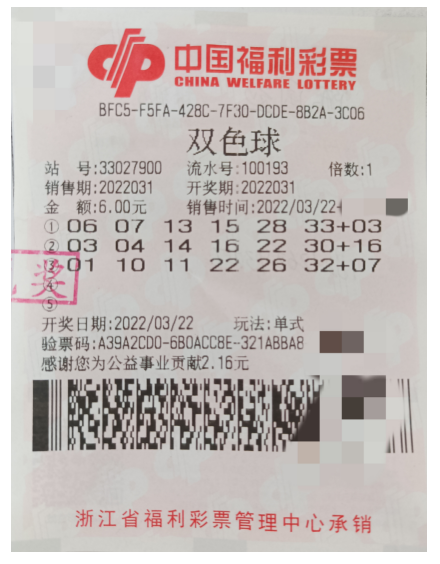 中国福利彩票
CHINA WELFARE LOTTERY
BFC5-F5FA-428C-7F30-DCDE-8B2A-3C06
双色球
站 号:33027900 流水号:100193 倍数:1
销售期:2022031 开奖期:2022031
金 额:6.00元 销售时间:2022/03/22
① 06 07 13 15 28 33+03
② 03 04 14 16 22 30+16
③ 01 10 11 22 26 32+07
④
⑤
奖
开奖日期:2022/03/22 玩法:单式
验票码:A39A2CD0-6B0ACC8E-321ABBA8
感谢您为公益事业贡献2.16元
浙江省福利彩票管理中心承销